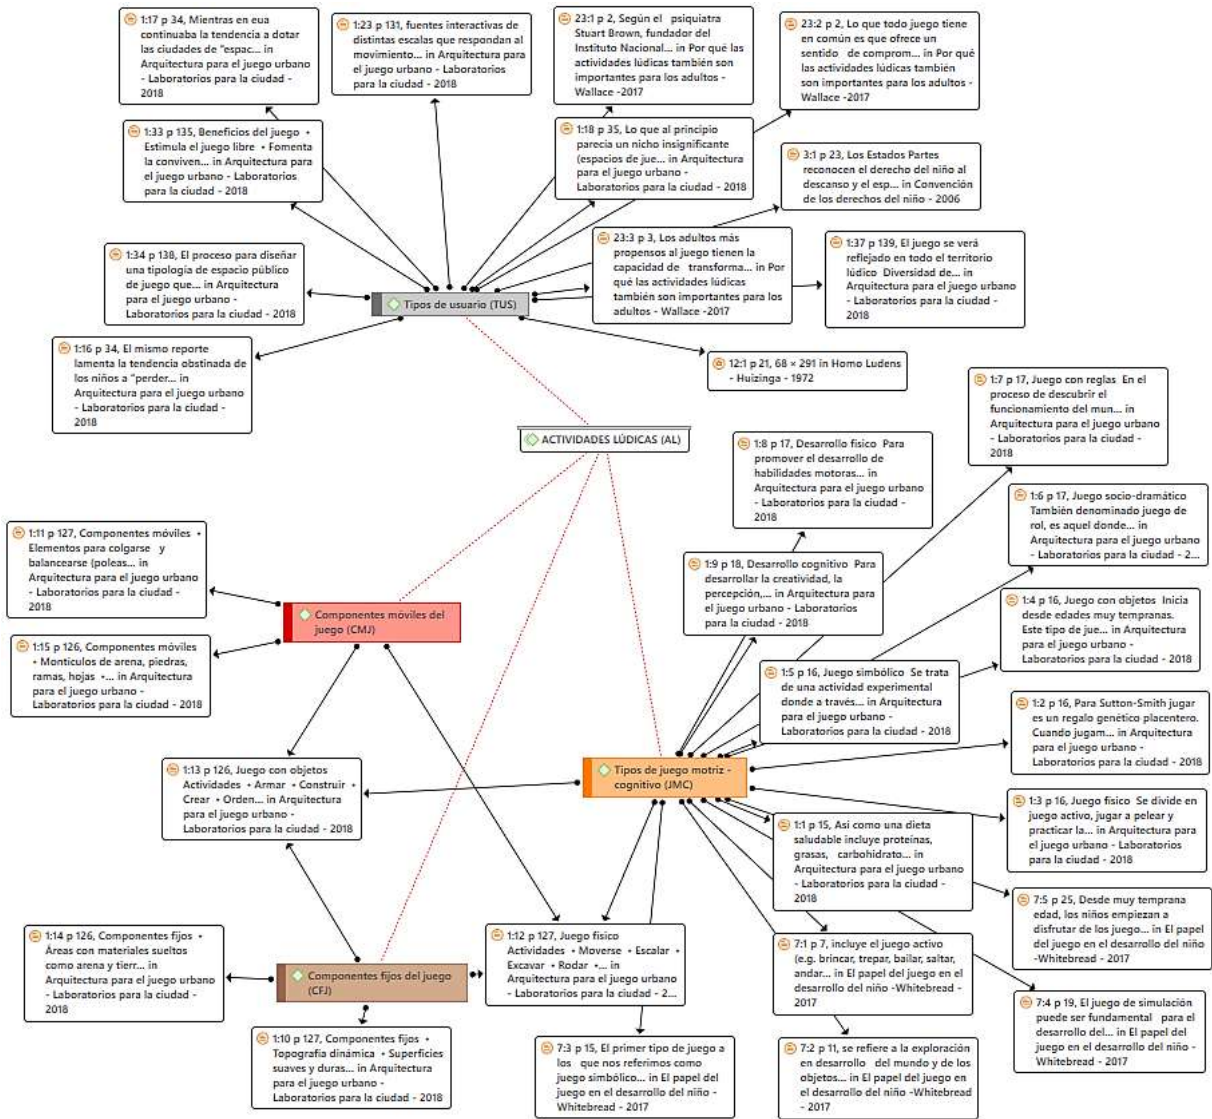 1:17 p 34, Mientras en eua
continuaba la tendencia a dotar
las ciudades de "espac... in
Arquitectura para el juego urbano
- Laboratorios para la ciudad -
2018
1:23 p 131, fuentes interactivas de
distintas escalas que respondan al
movimiento... in Arquitectura para
el juego urbano - Laboratorios
para la ciudad - 2018
23:1 p 2, Según el psiquiatra
Stuart Brown, fundador del
Instituto Nacional... in Por qué las
actividades lúdicas también son
importantes para los adultos -
Wallace -2017
23:2 p 2, Lo que todo juego tiene
en común es que ofrece un
sentido de comprom... in Por qué
las actividades lúdicas también
son importantes para los adultos -
Wallace -2017
1:33 p 135, Beneficios del juego •
Estimula el juego libre • Fomenta
la conviven... in Arquitectura para
el juego urbano - Laboratorios
para la ciudad - 2018
1:18 p 35, Lo que al principio
parecía un nicho insignificante
(espacios de jue... in Arquitectura
para el juego urbano -
Laboratorios para la ciudad - 2018
3:1 p 23, Los Estados Partes
reconocen el derecho del niño al
descanso y el esp... in Convención
de los derechos del niño - 2006
1:34 p 138, El proceso para diseñar
una tipología de espacio público
de juego que... in Arquitectura
para el juego urbano -
Laboratorios para la ciudad - 2018
23:3 p 3, Los adultos más
propensos al juego tienen la
capacidad de transforma... in Por
qué las actividades lúdicas
también son importantes para los
adultos - Wallace -2017
1:37 p 139, El juego se verá
reflejado en todo el territorio
lúdico Diversidad de... in
Arquitectura para el juego urbano
- Laboratorios para la ciudad -
2018
Tipos de usuario (TUS)
1:16 p 34, El mismo reporte
lamenta la tendencia obstinada de
los niños a "perder... in
Arquitectura para el juego urbano
- Laboratorios para la ciudad -
2018
12:1 p 21, 68 × 291 in Homo Ludens
- Huizinga - 1972
1:7 p 17, Juego con reglas En el
proceso de descubrir el
funcionamiento del mun... in
Arquitectura para el juego urbano
- Laboratorios para la ciudad -
2018
ACTIVIDADES LÚDICAS (AL)
1:8 p 17, Desarrollo físico Para
promover el desarrollo de
habilidades motoras... in
Arquitectura para el juego urbano
- Laboratorios para la ciudad -
2018
1:6 p 17, Juego socio-dramático
También denominado juego de
rol, es aquel donde... in
Arquitectura para el juego urbano
- Laboratorios para la ciudad - 2...
1:11 p 127, Componentes móviles •
Elementos para colgarse y
balancearse (poleas... in
Arquitectura para el juego urbano
- Laboratorios para la ciudad -
2018
1:9 p 18, Desarrollo cognitivo Para
desarrollar la creatividad, la
percepción,... in Arquitectura para
el juego urbano - Laboratorios
para la ciudad - 2018
1:4 p 16, Juego con objetos Inicia
desde edades muy tempranas.
Este tipo de jue... in Arquitectura
para el juego urbano -
Laboratorios para la ciudad - 2018
Componentes móviles del
juego (CMJ)
1:15 p 126, Componentes móviles
• Montículos de arena, piedras,
ramas, hojas •... in Arquitectura
para el juego urbano -
Laboratorios para la ciudad - 2018
1:5 p 16, Juego simbólico Se trata
de una actividad experimental
donde a través... in Arquitectura
para el juego urbano -
Laboratorios para la ciudad - 2018
1:2 p 16, Para Sutton-Smith jugar
es un regalo genético placentero.
Cuando jugam... in Arquitectura
para el juego urbano -
Laboratorios para la ciudad - 2018
1:13 p 126, Juego con objetos
Actividades • Armar • Construir •
Crear • Orden... in Arquitectura
para el juego urbano -
Laboratorios para la ciudad - 2018
Tipos de juego motriz -
cognitivo (JMC)
1:3 p 16, Juego físico Se divide en
juego activo, jugar a pelear y
practicar la... in Arquitectura para
el juego urbano - Laboratorios
para la ciudad - 2018
1:1 p 15, Así como una dieta
saludable incluye proteínas,
grasas, carbohidrato... in
Arquitectura para el juego urbano
- Laboratorios para la ciudad -
2018
7:5 p 25, Desde muy temprana
edad, los niños empiezan a
disfrutar de los juego... in El papel
del juego en el desarrollo del niño
-Whitebread - 2017
1:14 p 126, Componentes fijos •
Áreas con materiales sueltos
como arena y tierr... in
Arquitectura para el juego urbano
- Laboratorios para la ciudad -
2018
Componentes fijos del juego
(CFJ)
1:12 p 127, Juego físico
Actividades • Moverse • Escalar •
Excavar • Rodar •... in
Arquitectura para el juego urbano
- Laboratorios para la ciudad - 2...
7:1 p 7, incluye el juego activo
(e.g. brincar, trepar, bailar, saltar,
andar... in El papel del juego en el
desarrollo del niño -Whitebread -
2017
7:4 p 19, El juego de simulación
puede ser fundamental para el
desarrollo del... in El papel del
juego en el desarrollo del niño -
Whitebread - 2017
1:10 p 127, Componentes fijos •
Topografía dinámica • Superficies
suaves y duras... in Arquitectura
para el juego urbano -
Laboratorios para la ciudad - 2018
7:3 p 15, El primer tipo de juego a
los que nos referimos como
juego simbólico... in El papel del
juego en el desarrollo del niño -
Whitebread - 2017
7:2 p 11, se refiere a la exploración
en desarrollo del mundo y de los
objetos... in El papel del juego en
el desarrollo del niño -Whitebread
- 2017